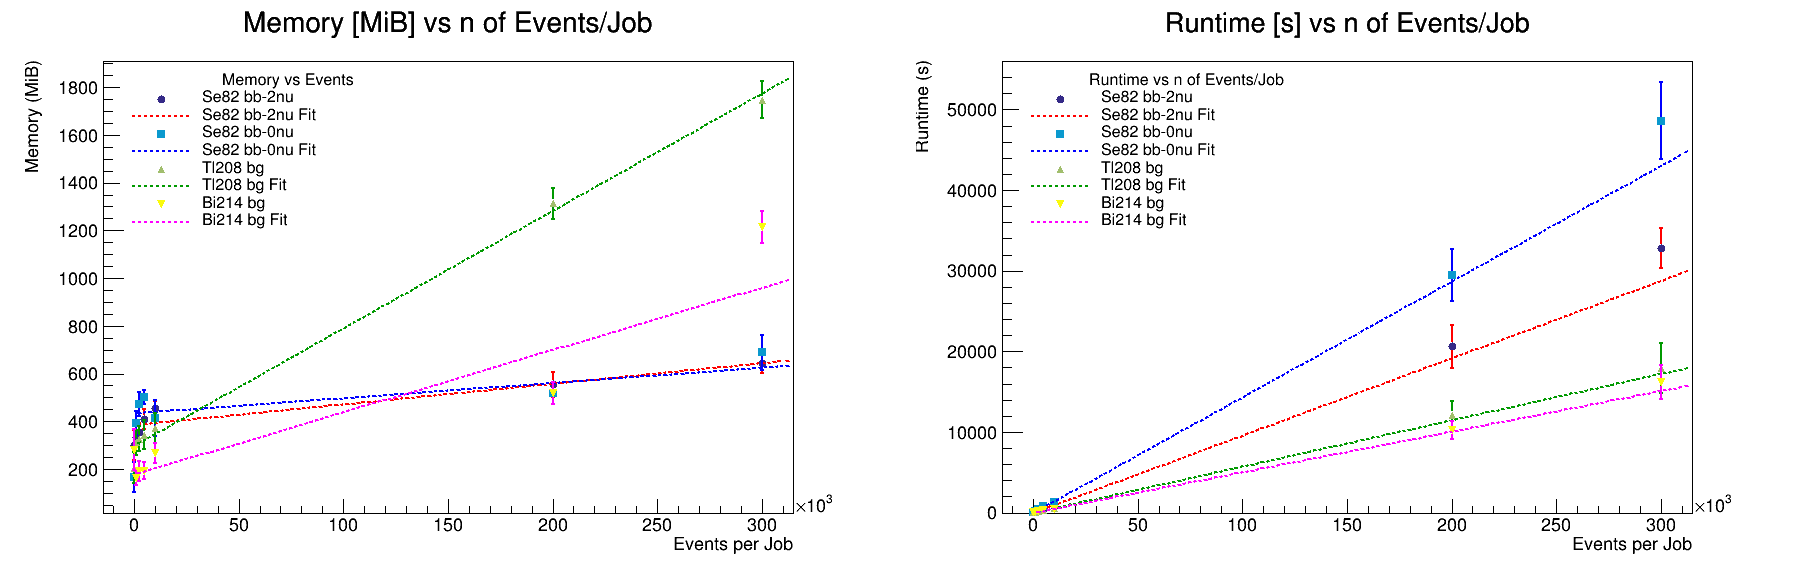 Memory [MiB] vs n of Events/Job
Memory (MiB)
Memory vs Events
Se82 bb-2nu
Se82 bb-2nu Fit
Se82 bb-0nu
Se82 bb-0nu Fit
Tl208 bg
Tl208 bg Fit
Bi214 bg
Bi214 bg Fit
1800
1600
1400
1200
1000
800
600
400
200
0 50 100 150 200 250 300 ×10³
Events per Job
Runtime [s] vs n of Events/Job
Runtime (s)
Runtime vs n of Events/Job
Se82 bb-2nu
Se82 bb-2nu Fit
Se82 bb-0nu
Se82 bb-0nu Fit
Tl208 bg
Tl208 bg Fit
Bi214 bg
Bi214 bg Fit
50000
40000
30000
20000
10000
0
0 50 100 150 200 250 300 ×10³
Events per Job